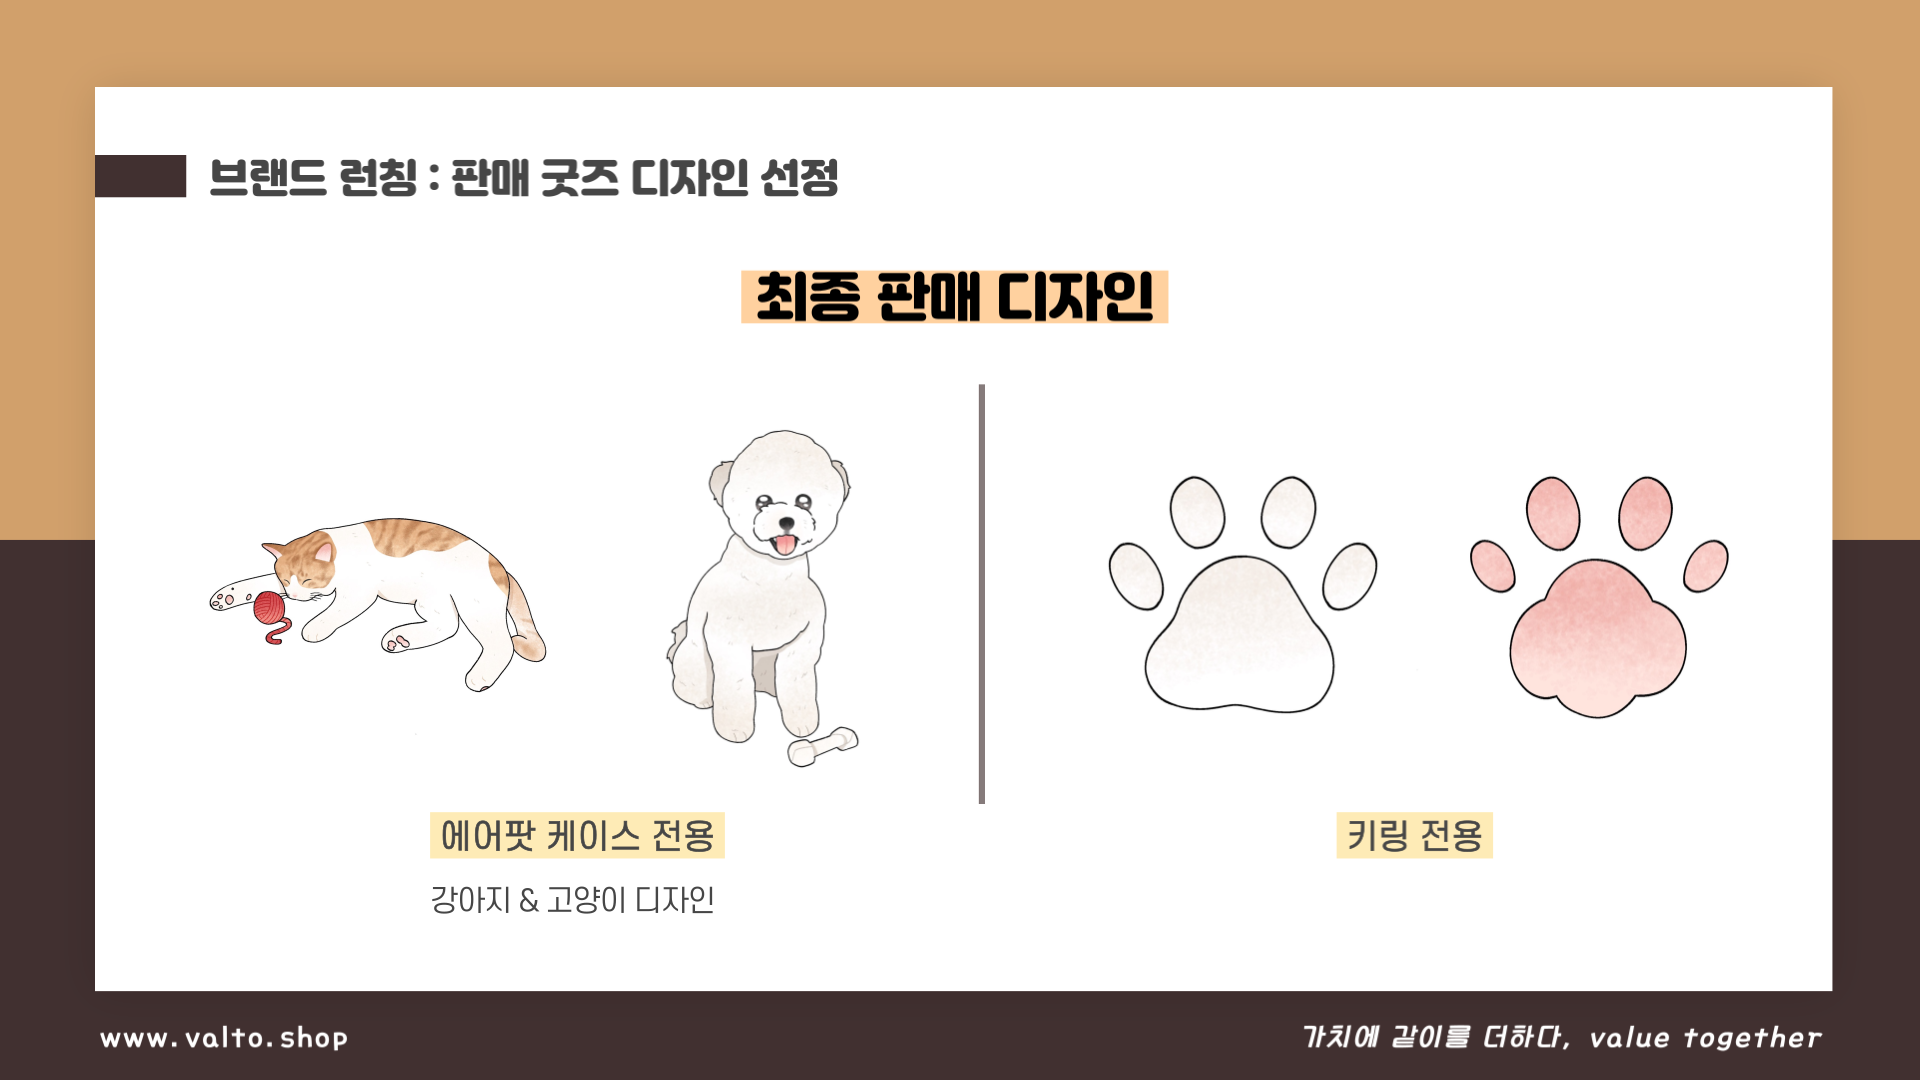 브랜드 런칭 : 판매 굿즈 디자인 선정
최종 판매 디자인
에어팟 케이스 전용
강아지 & 고양이 디자인
키링 전용
www.valto.shop
가치에 같이를 더하다, value together